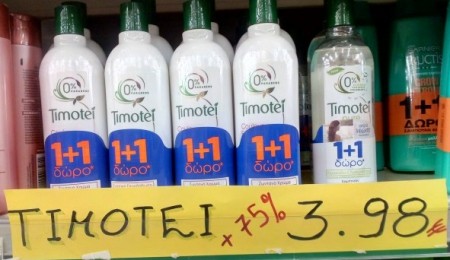 0%
0%
0%
0%
0%
Timotei
Timotei
Timotei
Timotei
Timotei
1+1
δώρο*
1+1
δώρο*
1+1
δώρο*
1+1
δώρο*
1+1
δώρο*
1+1
ΔΩΡΟ
TIMOTEI + 75% 3.98€